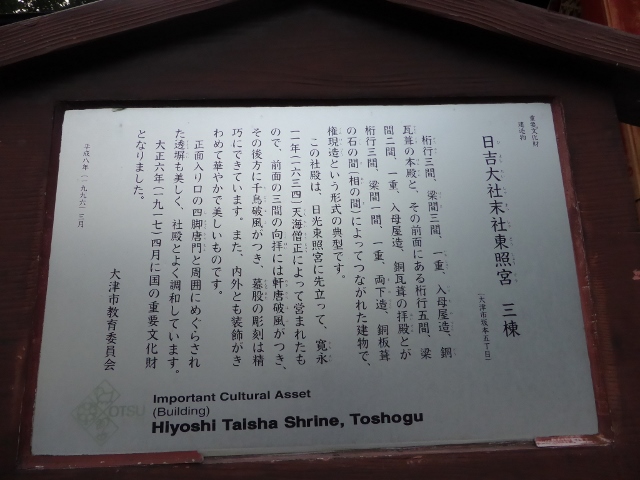 重要文化財
建造物
日吉大社末社東照宮 三棟
(大津市坂本五丁目)
桁行三間、梁間三間、一重、入母屋造、銅
瓦葺の本殿と、その前面にある桁行五間、梁
間二間、一重、入母屋造、銅瓦葺の拝殿とが
桁行三間、梁間一間、一重、両下造、銅板葺
の石の間(相の間)によってつながれた建物で、
権現造という形式の典型です。
この社殿は、日光東照宮に先立って、寛永
一一年(一六三四)天海僧正によって営まれたも
ので、前面の三間の向拝には軒唐破風がつき、
その後方に千鳥破風がつき、蟇股の彫刻は精
巧にできています。また、内外とも装飾がき
わめて華やかで美しいものです。
正面入り口の四脚唐門と周囲にめぐらされ
た透塀も美しく、社殿とよく調和しています。
大正六年(一九一七)四月に国の重要文化財
となりました。
平成八年(一九九六)三月
大津市教育委員会
OTSU
Important Cultural Asset
(Building)
Hiyoshi Taisha Shrine, Toshogu